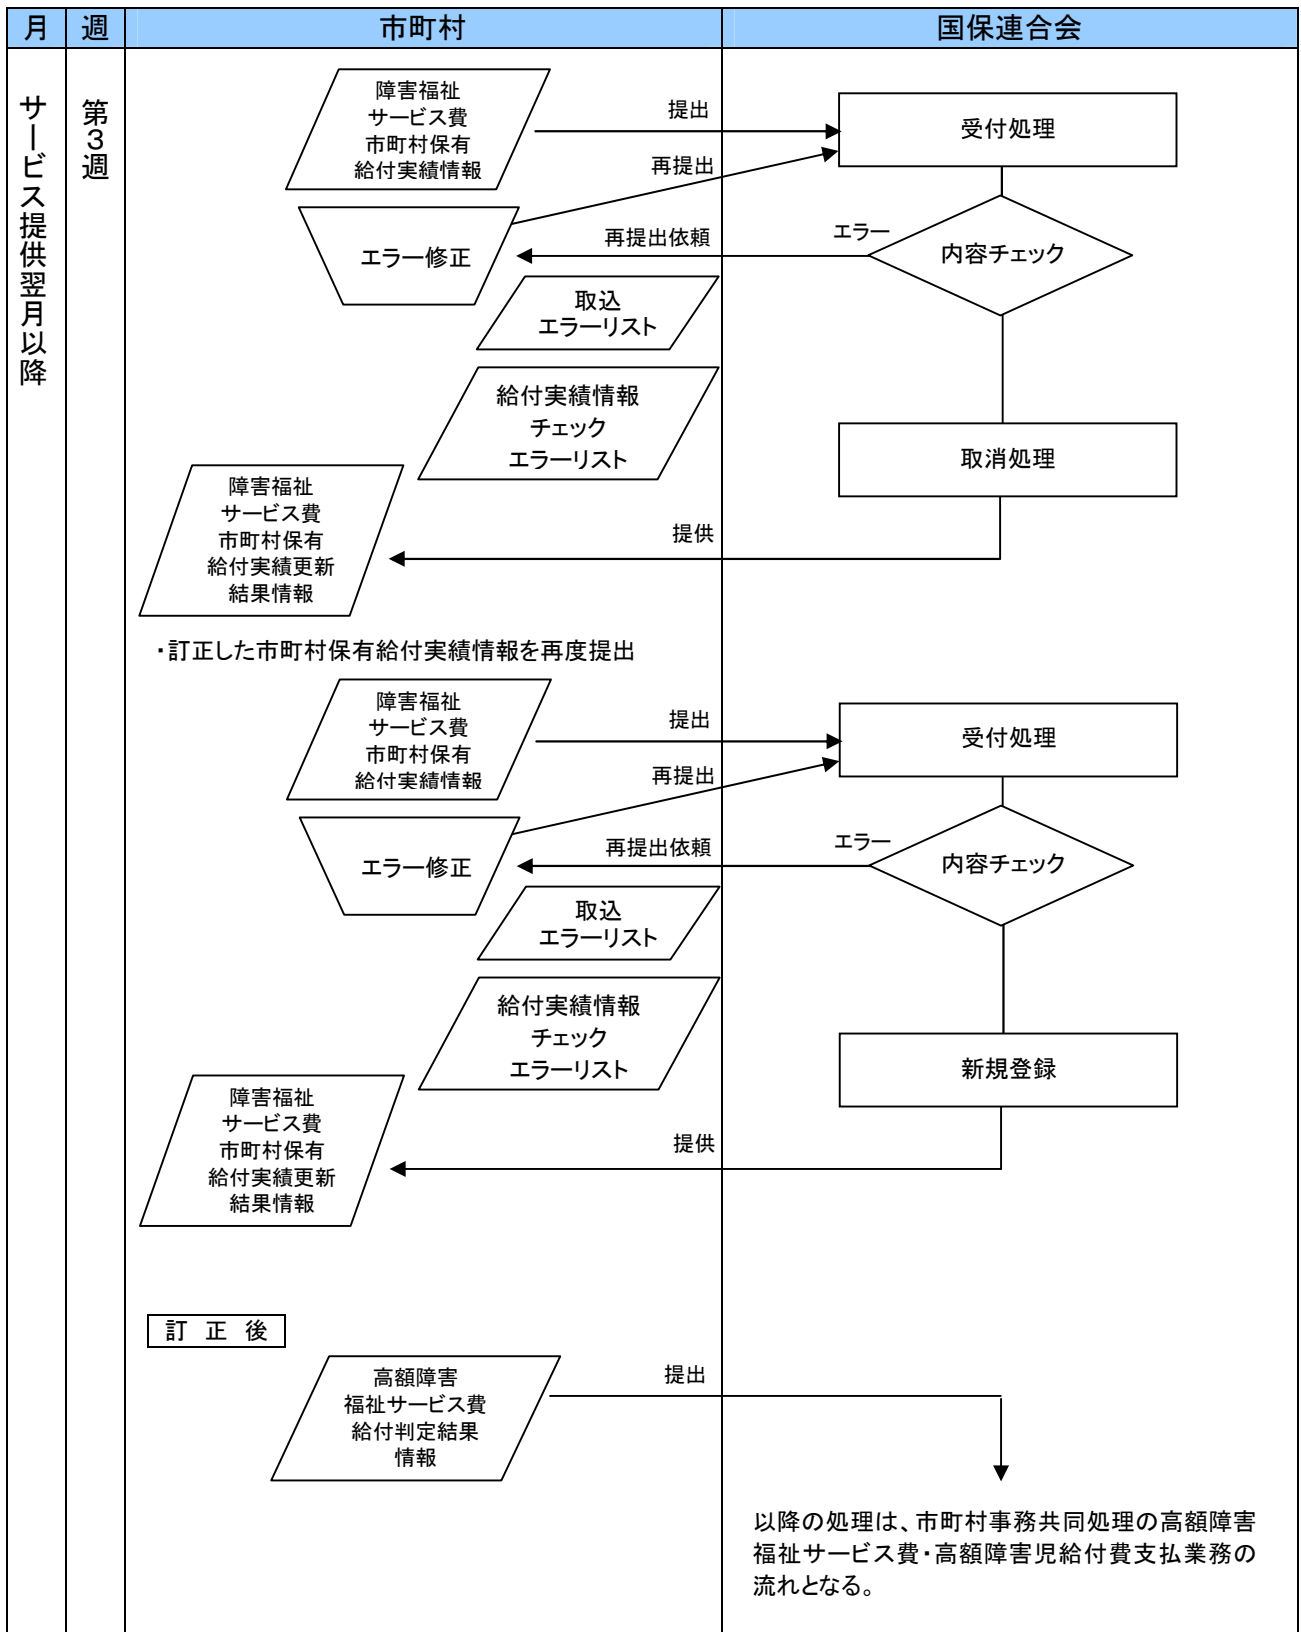 月
週
市町村
国保連合会
サービス提供翌月以降
第3週
障害福祉
サービス費
市町村保有
給付実績情報
提出
受付処理
再提出
エラー修正
再提出依頼
エラー
内容チェック
取込
エラーリスト
給付実績情報
チェック
エラーリスト
取消処理
障害福祉
サービス費
市町村保有
給付実績更新
結果情報
提供
・訂正した市町村保有給付実績情報を再度提出
障害福祉
サービス費
市町村保有
給付実績情報
提出
受付処理
再提出
エラー修正
再提出依頼
エラー
内容チェック
取込
エラーリスト
給付実績情報
チェック
エラーリスト
新規登録
障害福祉
サービス費
市町村保有
給付実績更新
結果情報
提供
訂 正 後
高額障害
福祉サービス費
給付判定結果
情報
提出
以降の処理は、市町村事務共同処理の高額障害
福祉サービス費・高額障害児給付費支払業務の
流れとなる。